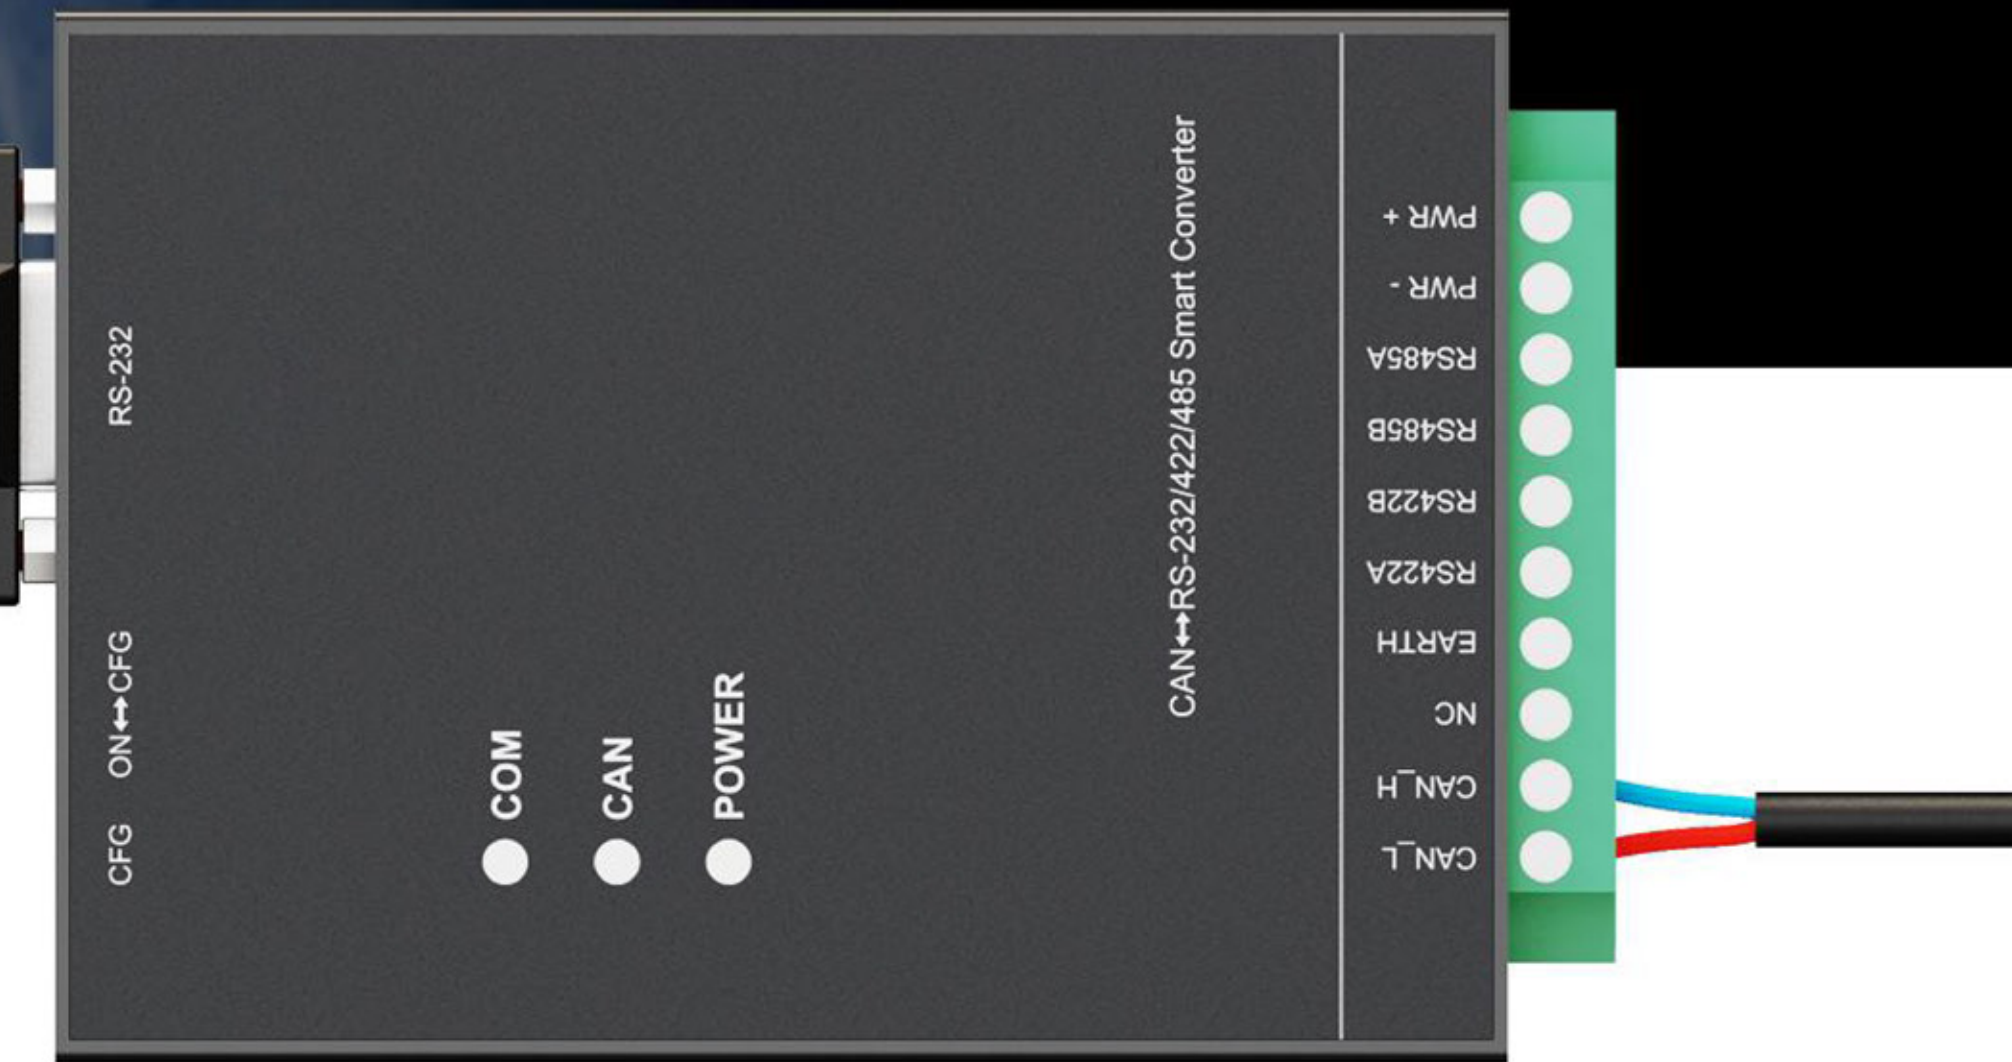 RS-232
CFG ON↔CFG
COM
CAN
POWER
CAN↔RS-232/422/485 Smart Converter
PWR +
PWR -
RS485A
RS485B
RS422B
RS422A
EARTH
NC
CAN_H
CAN_L